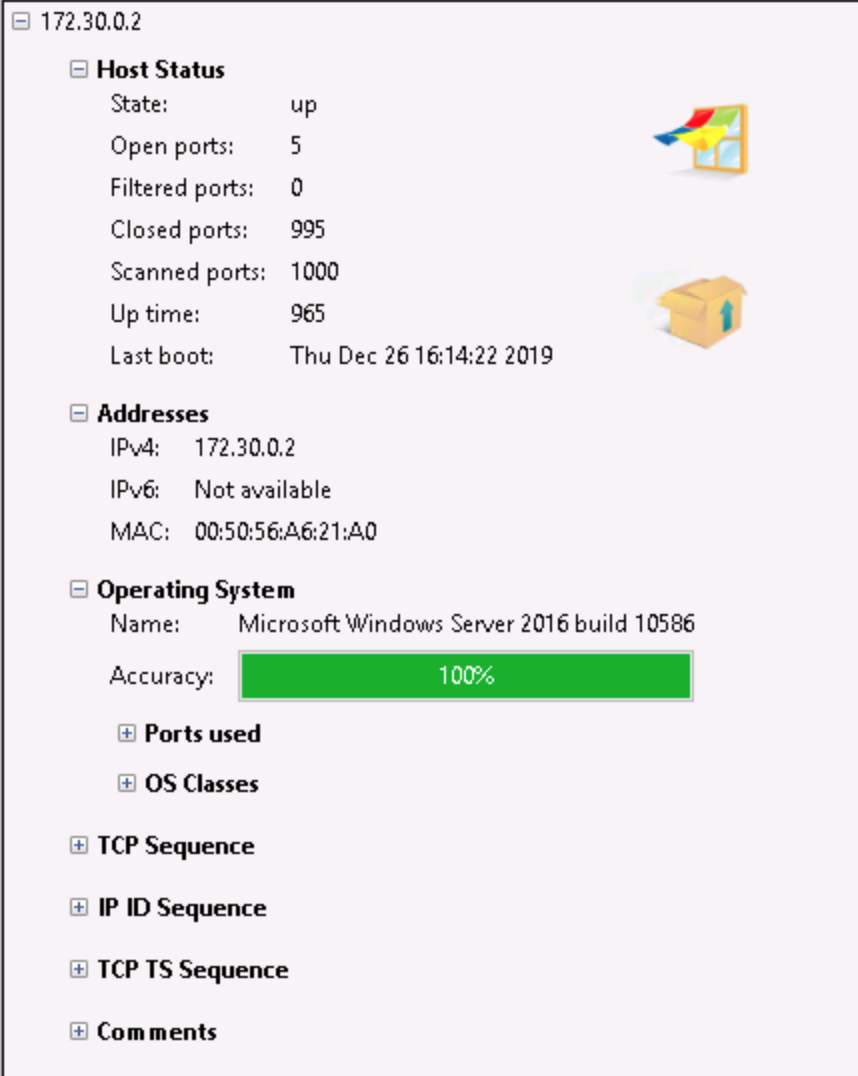 172.30.0.2
Host Status
State: up
Open ports: 5
Filtered ports: 0
Closed ports: 995
Scanned ports: 1000
Up time: 965
Last boot: Thu Dec 26 16:14:22 2019
Addresses
IPv4: 172.30.0.2
IPv6: Not available
MAC: 00:50:56:A6:21:A0
Operating System
Name: Microsoft Windows Server 2016 build 10586
Accuracy: 100%
Ports used
OS Classes
TCP Sequence
IP ID Sequence
TCP TS Sequence
Comments